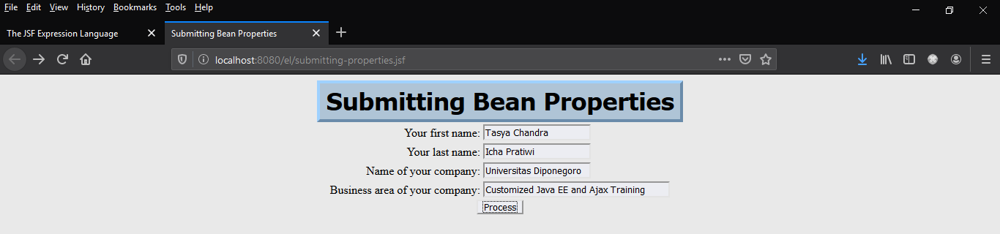 File Edit View History Bookmarks Tools Help
The JSF Expression Language Submitting Bean Properties
localhost:8080/el/submitting-properties.jsf
Submitting Bean Properties
Your first name: Tasya Chandra
Your last name: Icha Pratiwi
Name of your company: Universitas Diponegoro
Business area of your company: Customized Java EE and Ajax Training
Process